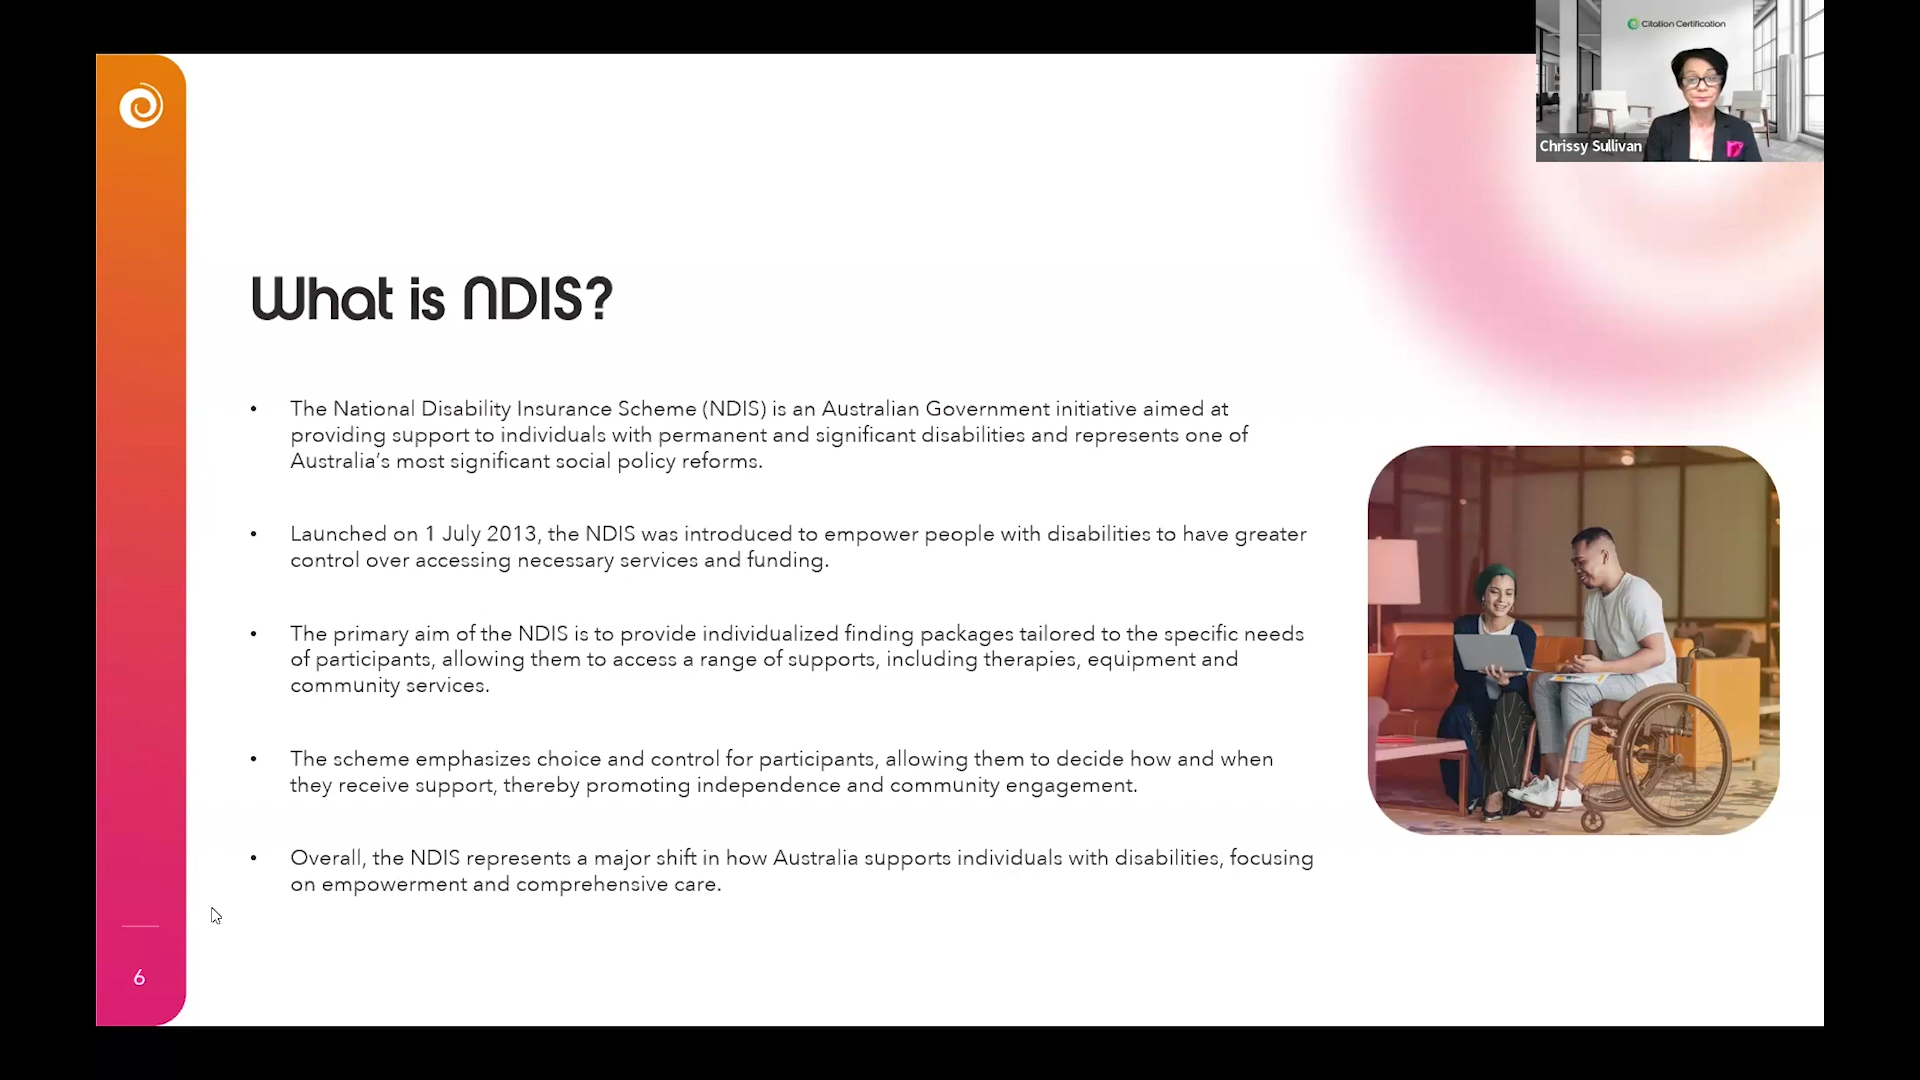 Citation Certification
Chrissy Sullivan
What is NDIS?
• The National Disability Insurance Scheme (NDIS) is an Australian Government initiative aimed at
providing support to individuals with permanent and significant disabilities and represents one of
Australia's most significant social policy reforms.
• Launched on 1 July 2013, the NDIS was introduced to empower people with disabilities to have greater
control over accessing necessary services and funding.
• The primary aim of the NDIS is to provide individualized finding packages tailored to the specific needs
of participants, allowing them to access a range of supports, including therapies, equipment and
community services.
• The scheme emphasizes choice and control for participants, allowing them to decide how and when
they receive support, thereby promoting independence and community engagement.
• Overall, the NDIS represents a major shift in how Australia supports individuals with disabilities, focusing
on empowerment and comprehensive care.
6